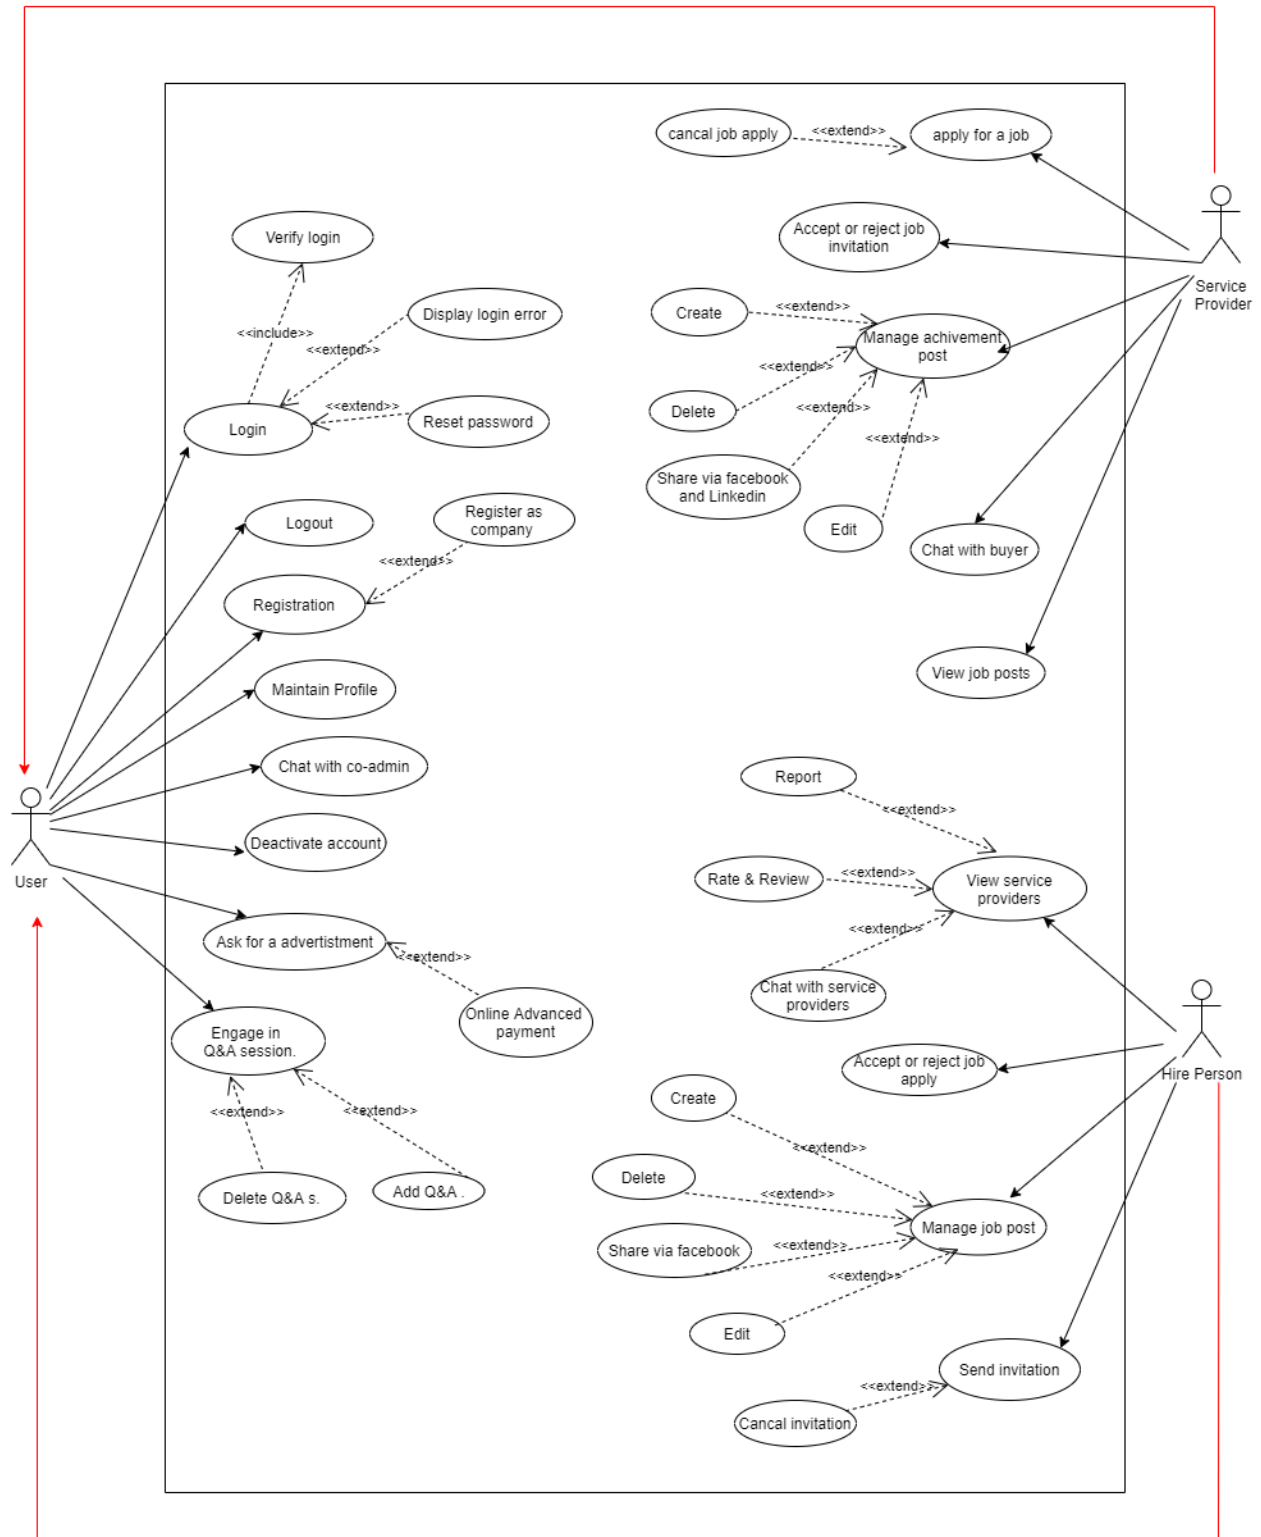 cancal job apply
<<extend>>
apply for a job
Accept or reject job
invitation
Service
Provider
Verify login
Create
<<extend>>
Display login error
Manage achivement
post
<<include>>
<<extend>>
<<extend>>
Delete
<<extend>>
<<extend>>
Reset password
Login
<<extend>>
Share via facebook
and Linkedin
Register as
company
Logout
Edit
Chat with buyer
<<extend>>
Registration
View job posts
Maintain Profile
Chat with co-admin
Report
<<extend>>
Deactivate account
User
Rate & Review
<<extend>>
View service
providers
<<extend>>
Ask for a advertistment
<<extend>>
Chat with service
providers
Online Advanced
payment
Engage in
Q&A session.
Accept or reject job
apply
Hire Person
Create
<<extend>>
<<extend>>
<<extend>>
Delete
<<extend>>
Delete Q&A s.
Add Q&A .
Manage job post
Share via facebook
<<extend>>
<<extend>>
Edit
Send invitation
<<extend>>
Cancal invitation